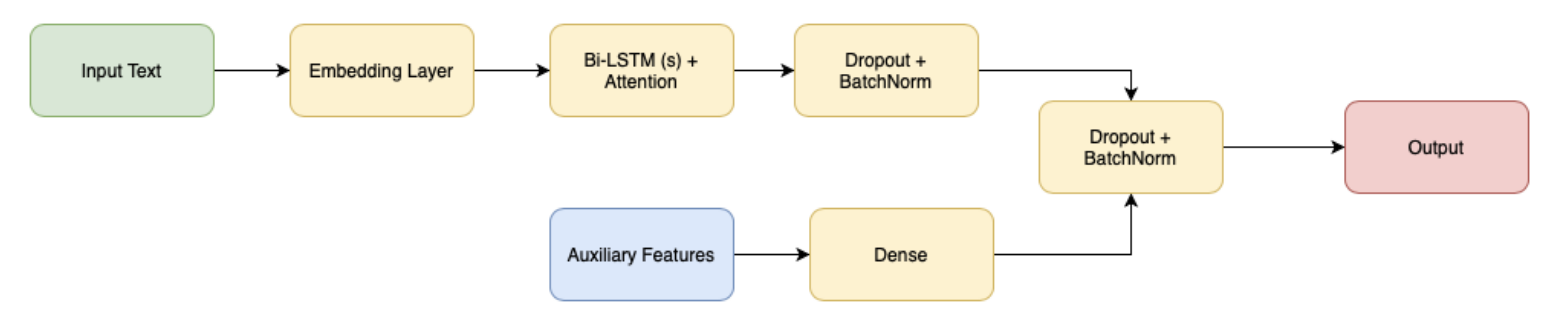 Input Text
Embedding Layer
Bi-LSTM (s) +
Attention
Dropout +
BatchNorm
Dropout +
BatchNorm
Output
Auxiliary Features
Dense